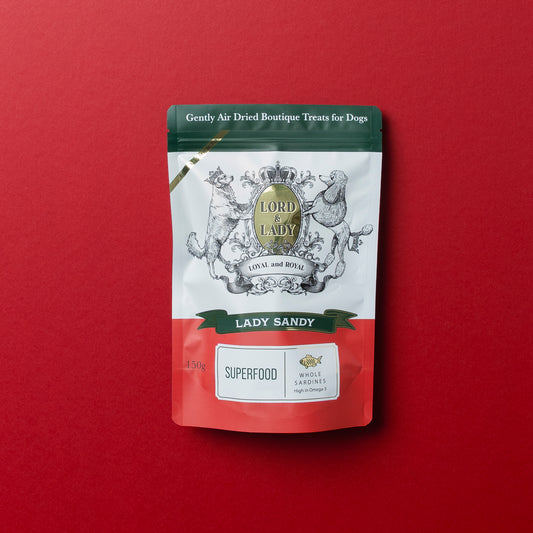 Gently Air Dried Boutique Treats for Dogs
LORD
&
LADY
LOYAL and ROYAL
LADY SANDY
150g
SUPERFOOD
WHOLE
SARDINES
High in Omega 3